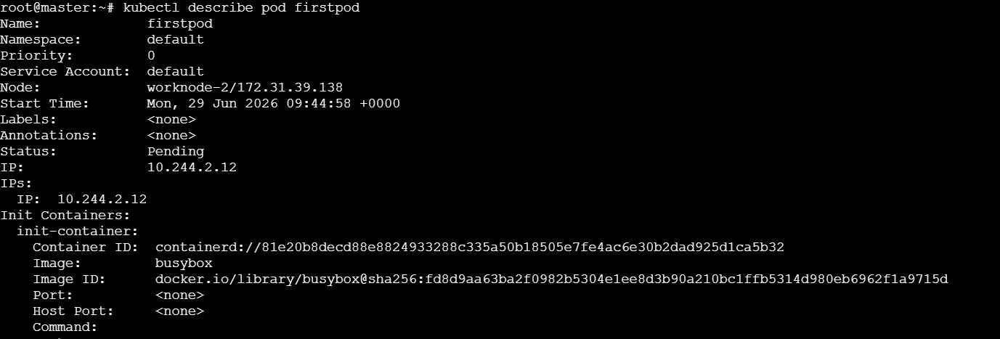 root@master:~# kubectl describe pod firstpod
Name:             firstpod
Namespace:        default
Priority:         0
Service Account:  default
Node:             worknode-2/172.31.39.138
Start Time:       Mon, 29 Jun 2026 09:44:58 +0000
Labels:           <none>
Annotations:      <none>
Status:           Pending
IP:               10.244.2.12
IPs:
  IP:  10.244.2.12
Init Containers:
  init-container:
    Container ID:  containerd://81e20b8decd88e8824933288c335a50b18505e7fe4ac6e30b2dad925d1ca5b32
    Image:         busybox
    Image ID:      docker.io/library/busybox@sha256:fd8d9aa63ba2f0982b5304e1ee8d3b90a210bc1ffb5314d980eb6962f1a9715d
    Port:          <none>
    Host Port:     <none>
    Command: